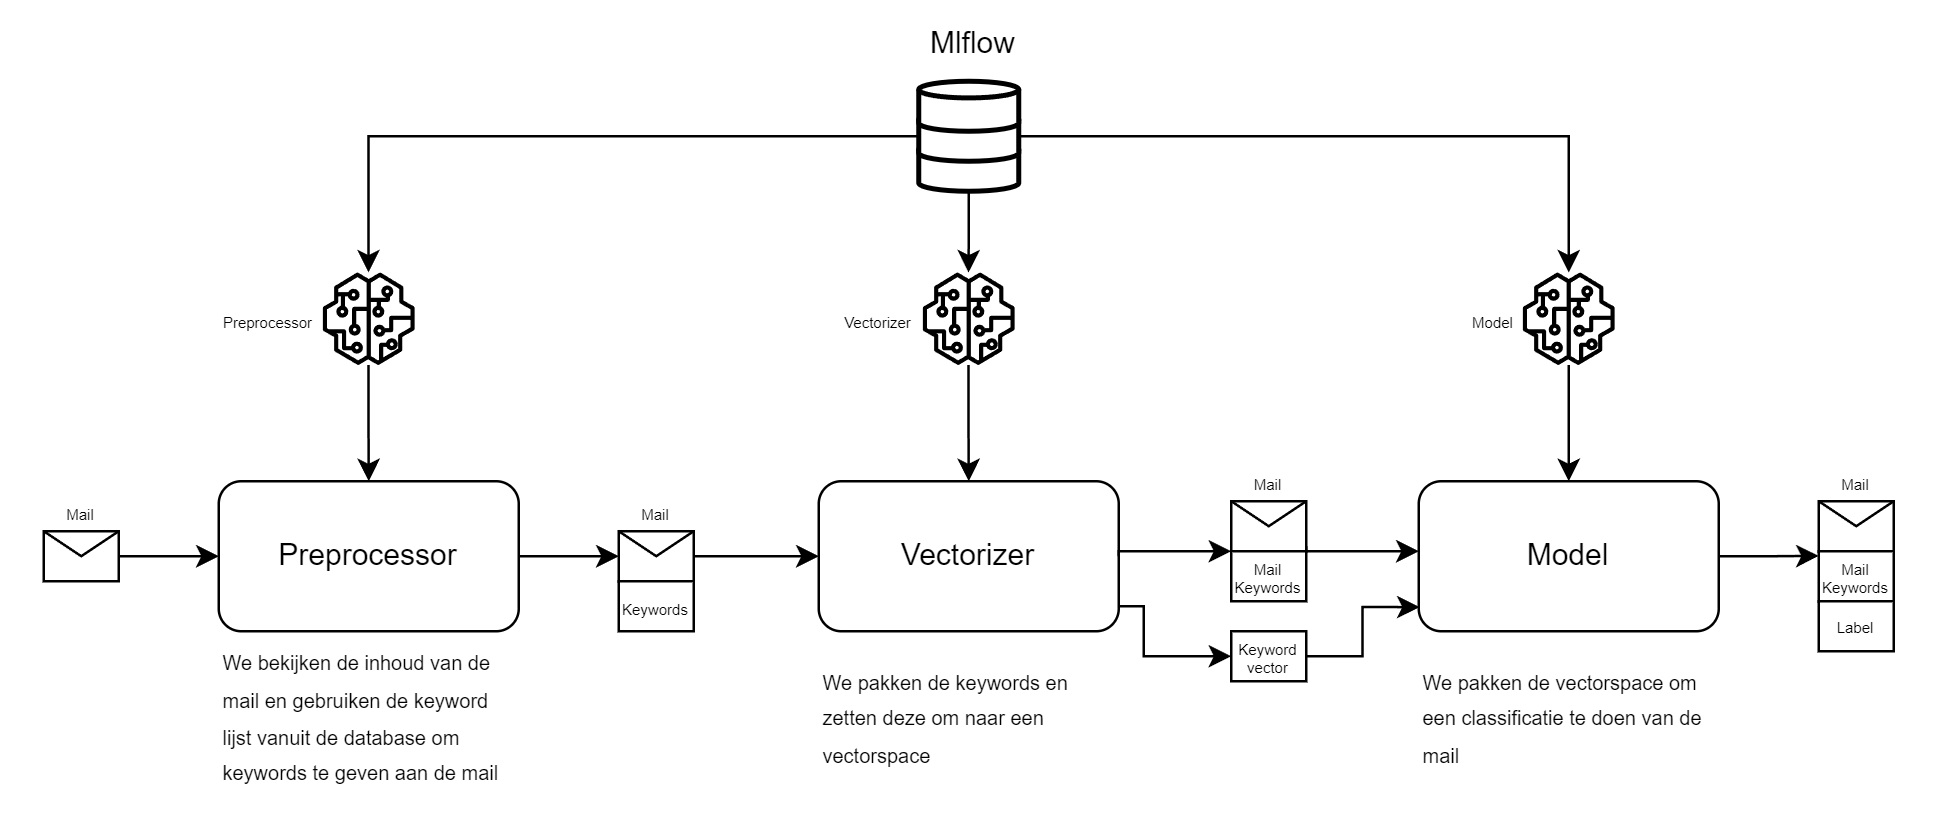 Mlflow
Preprocessor
Vectorizer
Model
Mail
Preprocessor
Mail
Keywords
Vectorizer
Mail
Mail
Keywords
Keyword
vector
Model
Mail
Mail
Keywords
Label
We bekijken de inhoud van de
mail en gebruiken de keyword
lijst vanuit de database om
keywords te geven aan de mail
We pakken de keywords en
zetten deze om naar een
vectorspace
We pakken de vectorspace om
een classificatie te doen van de
mail